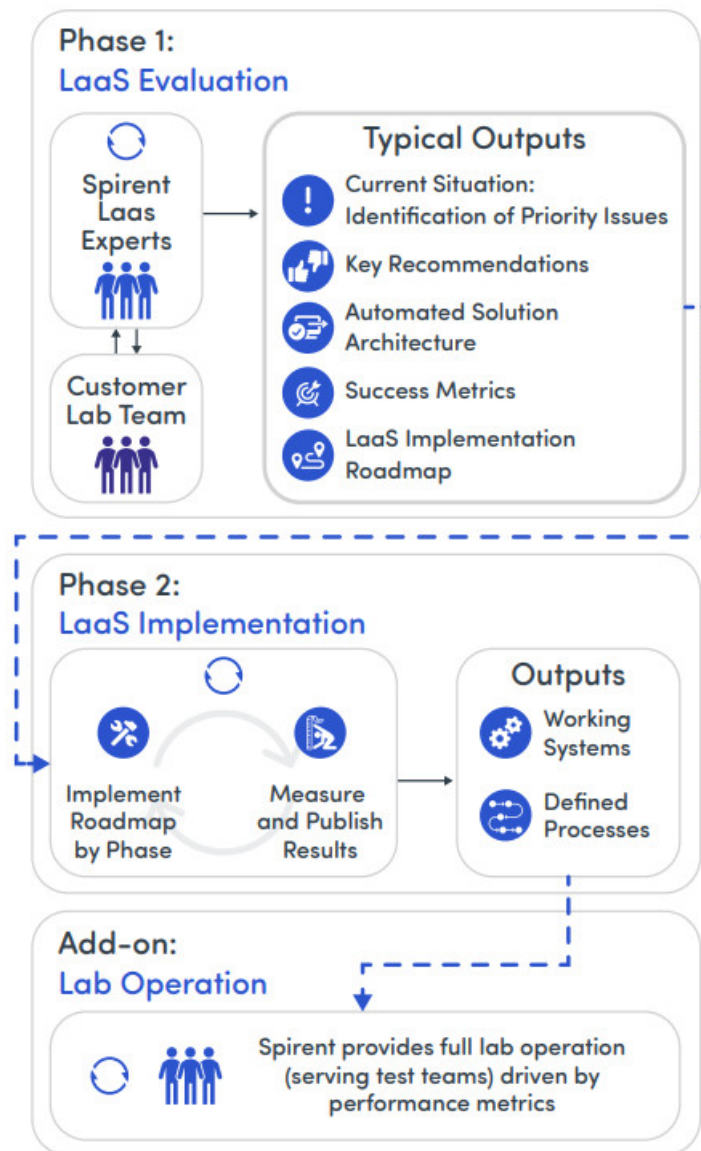 Phase 1:
LaaS Evaluation
Spirent
Laas
Experts
Customer
Lab Team
Typical Outputs
Current Situation:
Identification of Priority Issues
Key Recommendations
Automated Solution
Architecture
Success Metrics
LaaS Implementation
Roadmap
Phase 2:
LaaS Implementation
Implement
Roadmap
by Phase
Measure
and Publish
Results
Outputs
Working
Systems
Defined
Processes
Add-on:
Lab Operation
Spirent provides full lab operation
(serving test teams) driven by
performance metrics